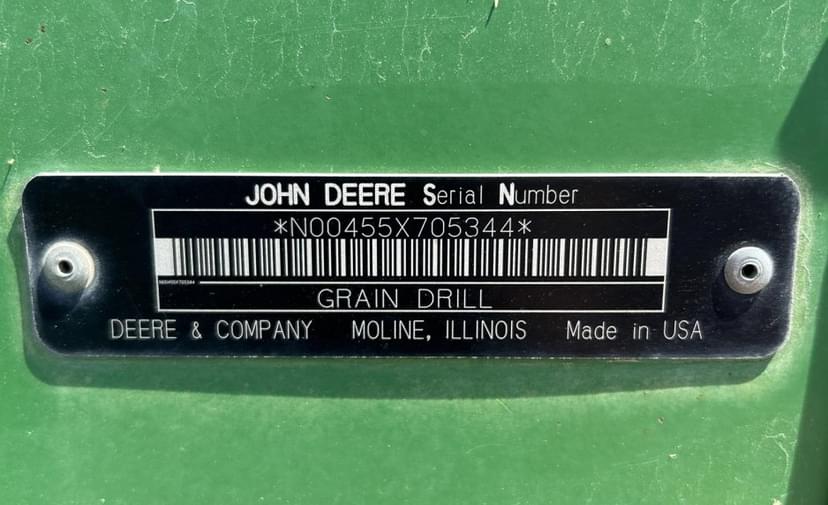 JOHN DEERE Serial Number
*N00455X705344*
GRAIN DRILL
DEERE & COMPANY MOLINE, ILLINOIS Made in USA